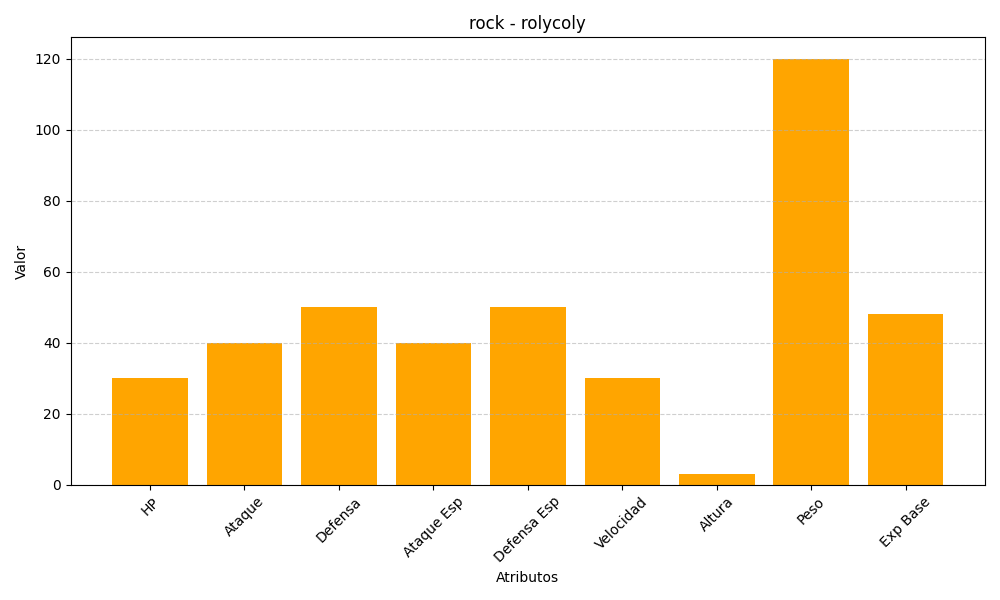 rock - rolycoly
Valor
120
100
80
60
40
20
0
HP
Ataque
Defensa
Ataque Esp
Defensa Esp
Velocidad
Altura
Peso
Exp Base
Atributos